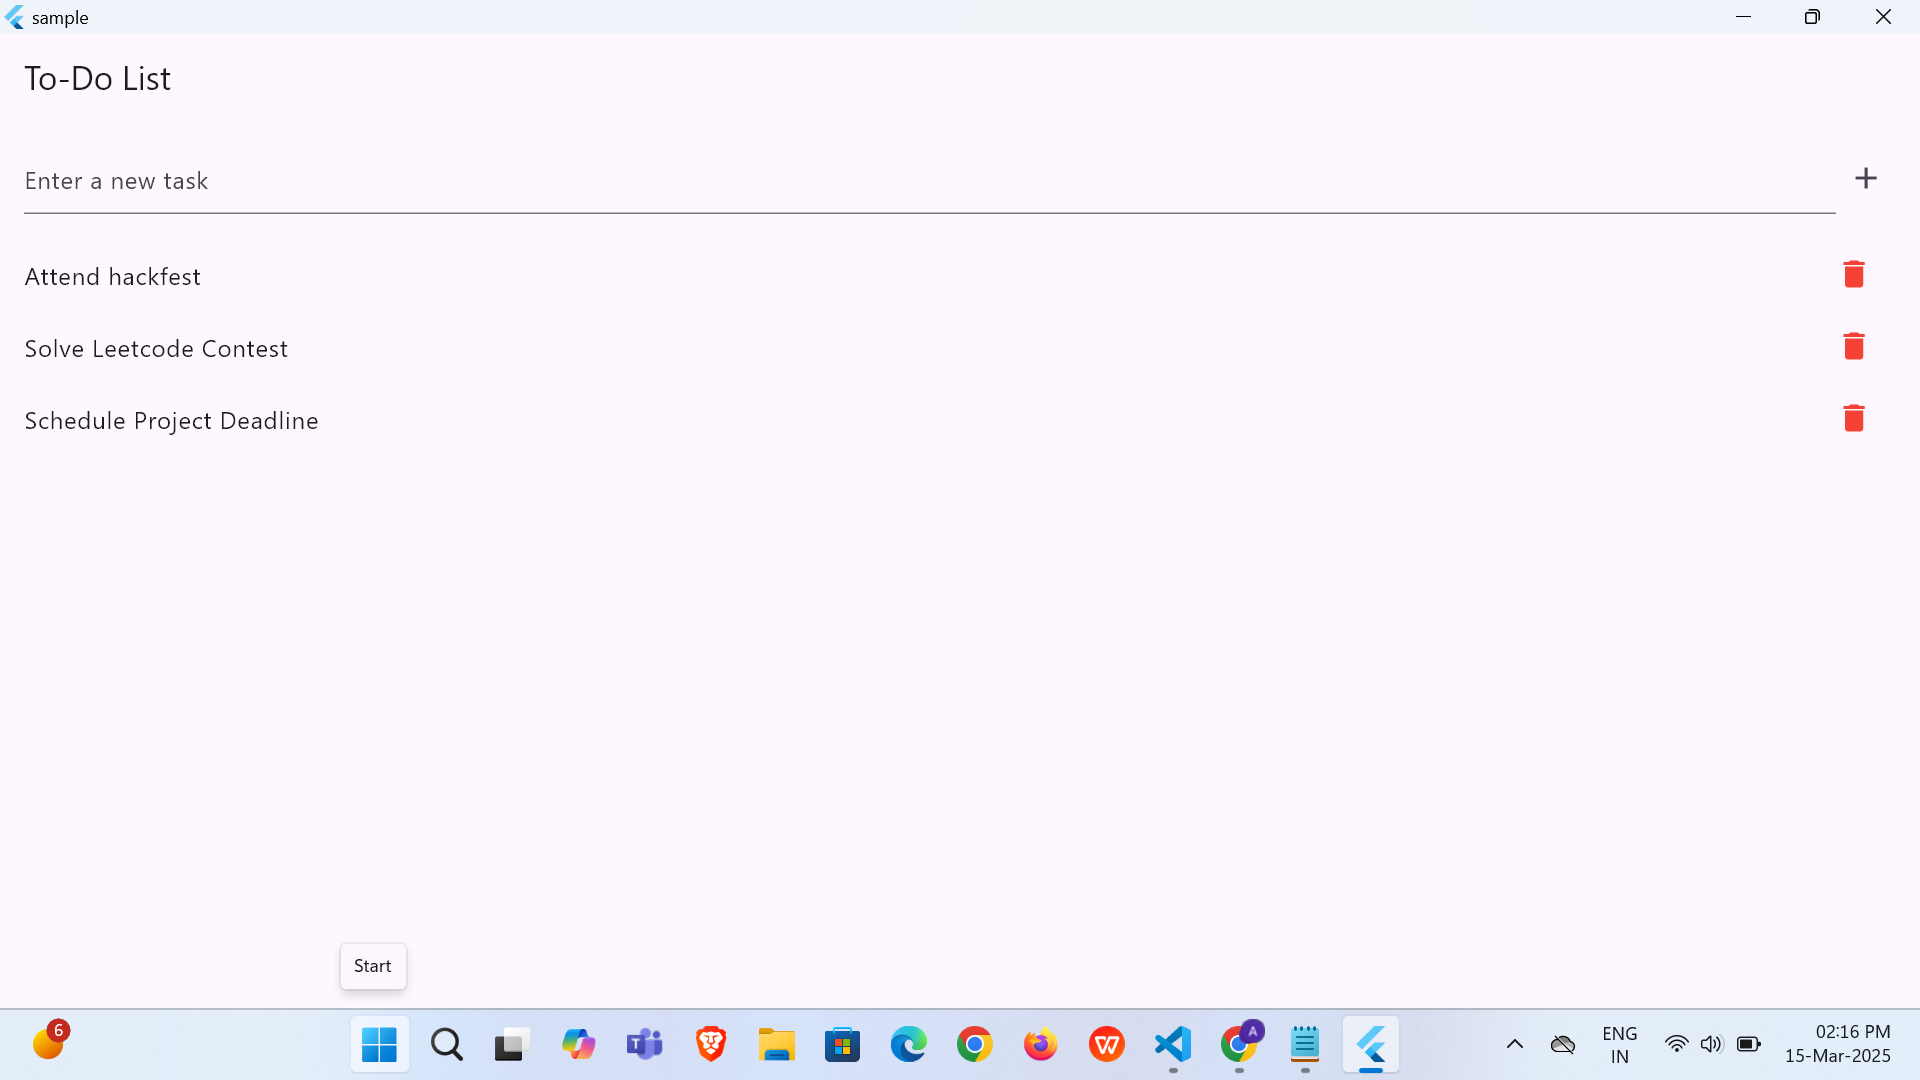 sample
To-Do List
Enter a new task
Attend hackfest
Solve Leetcode Contest
Schedule Project Deadline
Start
6
A
ENG
IN
02:16 PM
15-Mar-2025